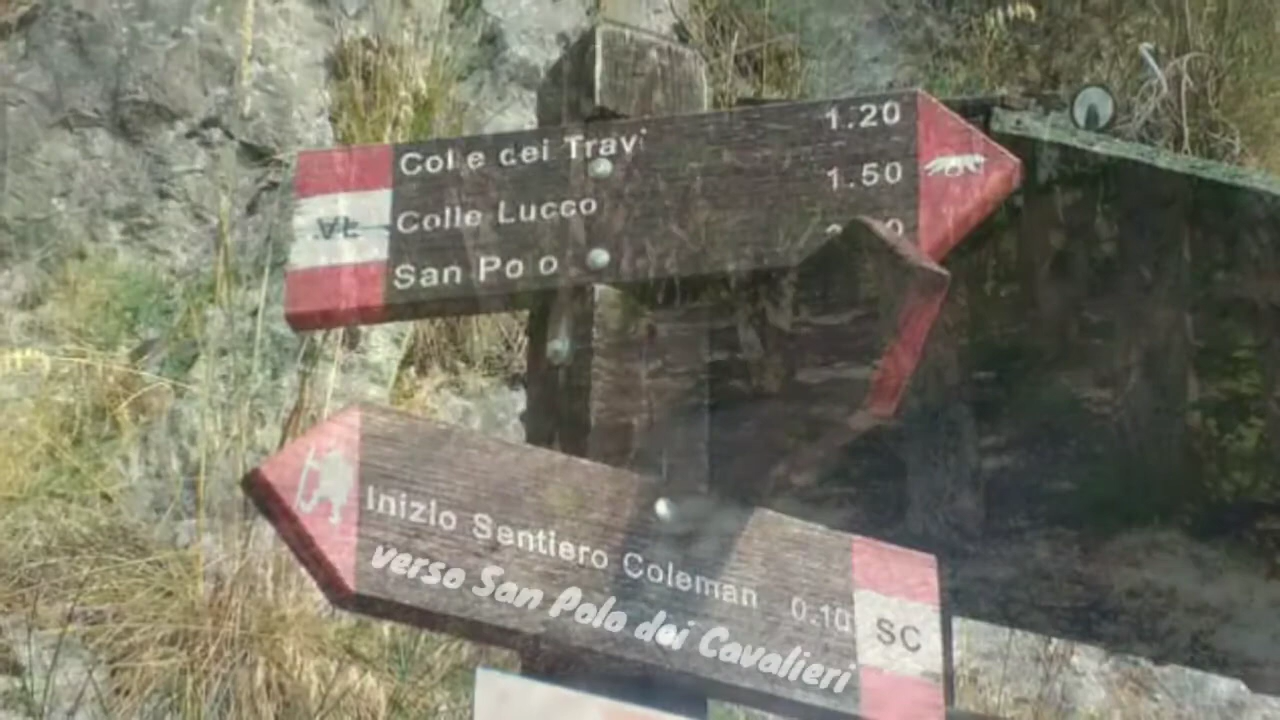 Colle dei Travi 1.20
Colle Lucco 1.50
San Polo
Inizio Sentiero Coleman 0.10
SC
verso San Polo dei Cavalieri